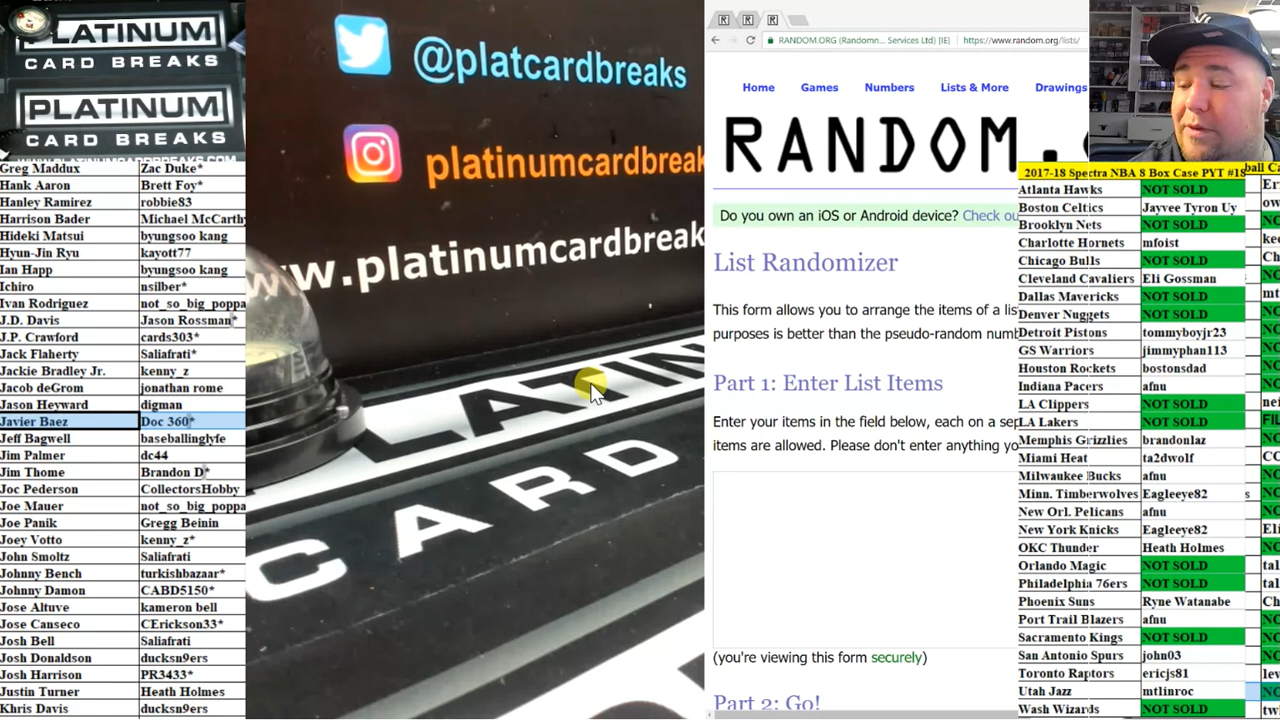 PLATINUM
CARD BREAKS
PLATINUM
CARD BREAKS
WWW.PLATINUMCARDBREAKS.COM
Greg Maddux Zac Duke*
Hank Aaron Brett Foy*
Hanley Ramirez robbie83
Harrison Bader Michael McCarthy
Hideki Matsui byungsoo kang
Hyun-Jin Ryu kayott77
Ian Happ byungsoo kang
Ichiro nsilber*
Ivan Rodriguez not_so_big_poppa
J.D. Davis Jason Rossman*
J.P. Crawford cards303*
Jack Flaherty Saliafrati*
Jackie Bradley Jr. kenny_z
Jacob deGrom jonathan rome
Jason Heyward digman
Javier Baez Doc 360*
Jeff Bagwell baseballinglyfe
Jim Palmer dc44
Jim Thome Brandon D*
Joc Pederson CollectorsHobby
Joe Mauer not_so_big_poppa
Joe Panik Gregg Beinin
Joey Votto kenny_z*
John Smoltz Saliafrati
Johnny Bench turkishbazaar*
Johnny Damon CABD5150*
Jose Altuve kameron bell
Jose Canseco CErickson33*
Josh Bell Saliafrati
Josh Donaldson ducksn9ers
Josh Harrison PR3433*
Justin Turner Heath Holmes
Khris Davis ducksn9ers
@platcardbreaks
platinumcardbreak
www.platinumcardbreak
LATIN
CARD
RANDOM.ORG (Randomn... Services Ltd) [IE] https://www.random.org/lists/
Home Games Numbers Lists & More Drawings
RANDOM.
Do you own an iOS or Android device? Check ou
List Randomizer
This form allows you to arrange the items of a lis
purposes is better than the pseudo-random numb
Part 1: Enter List Items
Enter your items in the field below, each on a sep
items are allowed. Please don't enter anything yo
(you're viewing this form securely)
Part 2: Go!
2017-18 Spectra NBA 8 Box Case PYT #18
Atlanta Hawks NOT SOLD
Boston Celtics Jayvee Tyron Uy
Brooklyn Nets NOT SOLD
Charlotte Hornets mfoist
Chicago Bulls NOT SOLD
Cleveland Cavaliers Eli Gossman
Dallas Mavericks NOT SOLD
Denver Nuggets NOT SOLD
Detroit Pistons tommyboyjr23
GS Warriors jimmyphan113
Houston Rockets bostonsdad
Indiana Pacers afnu
LA Clippers NOT SOLD
LA Lakers NOT SOLD
Memphis Grizzlies brandonlaz
Miami Heat ta2dwolf
Milwaukee Bucks afnu
Minn. Timberwolves Eagleeye82
New Orl. Pelicans afnu
New York Knicks Eagleeye82
OKC Thunder Heath Holmes
Orlando Magic NOT SOLD
Philadelphia 76ers NOT SOLD
Phoenix Suns Ryne Watanabe
Port Trail Blazers afnu
Sacramento Kings NOT SOLD
San Antonio Spurs john03
Toronto Raptors ericjs81
Utah Jazz mtlinroc
Wash Wizards NOT SOLD